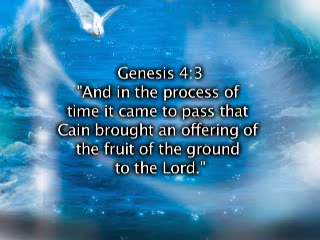 Genesis 4:3
"And in the process of
time it came to pass that
Cain brought an offering of
the fruit of the ground
to the Lord."